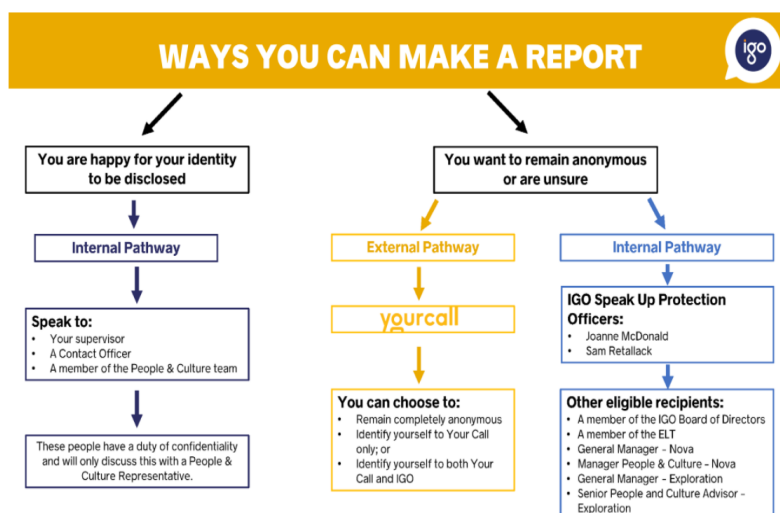 WAYS YOU CAN MAKE A REPORT
igo
You are happy for your identity
to be disclosed
Internal Pathway
Speak to:
• Your supervisor
• A Contact Officer
• A member of the People & Culture team
These people have a duty of confidentiality
and will only discuss this with a People &
Culture Representative.
You want to remain anonymous
or are unsure
External Pathway
yourcall
You can choose to:
• Remain completely anonymous
• Identify yourself to Your Call
only; or
• Identify yourself to both Your
Call and IGO
Internal Pathway
IGO Speak Up Protection
Officers:
• Joanne McDonald
• Sam Retallack
Other eligible recipients:
• A member of the IGO Board of Directors
• A member of the ELT
• General Manager – Nova
• Manager People & Culture – Nova
• General Manager – Exploration
• Senior People and Culture Advisor –
Exploration